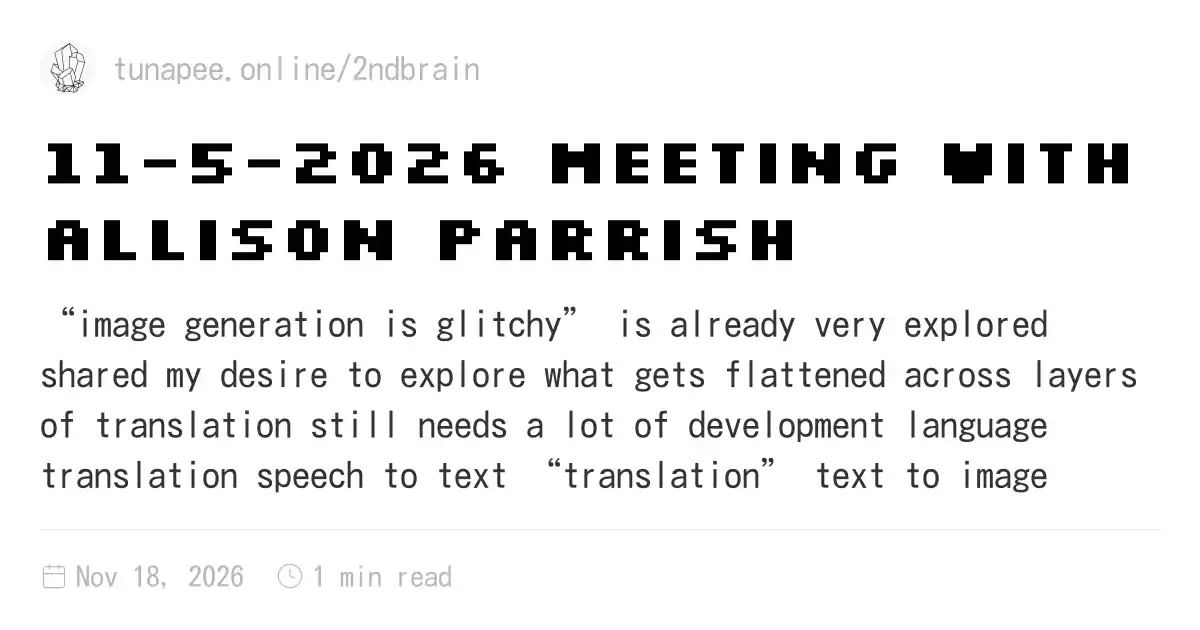 tunapee.online/2ndbrain
11-5-2026 MEETING WITH
ALLISON PARRISH
“image generation is glitchy” is already very explored
shared my desire to explore what gets flattened across layers
of translation still needs a lot of development language
translation speech to text “translation” text to image
Nov 18, 2026 1 min read